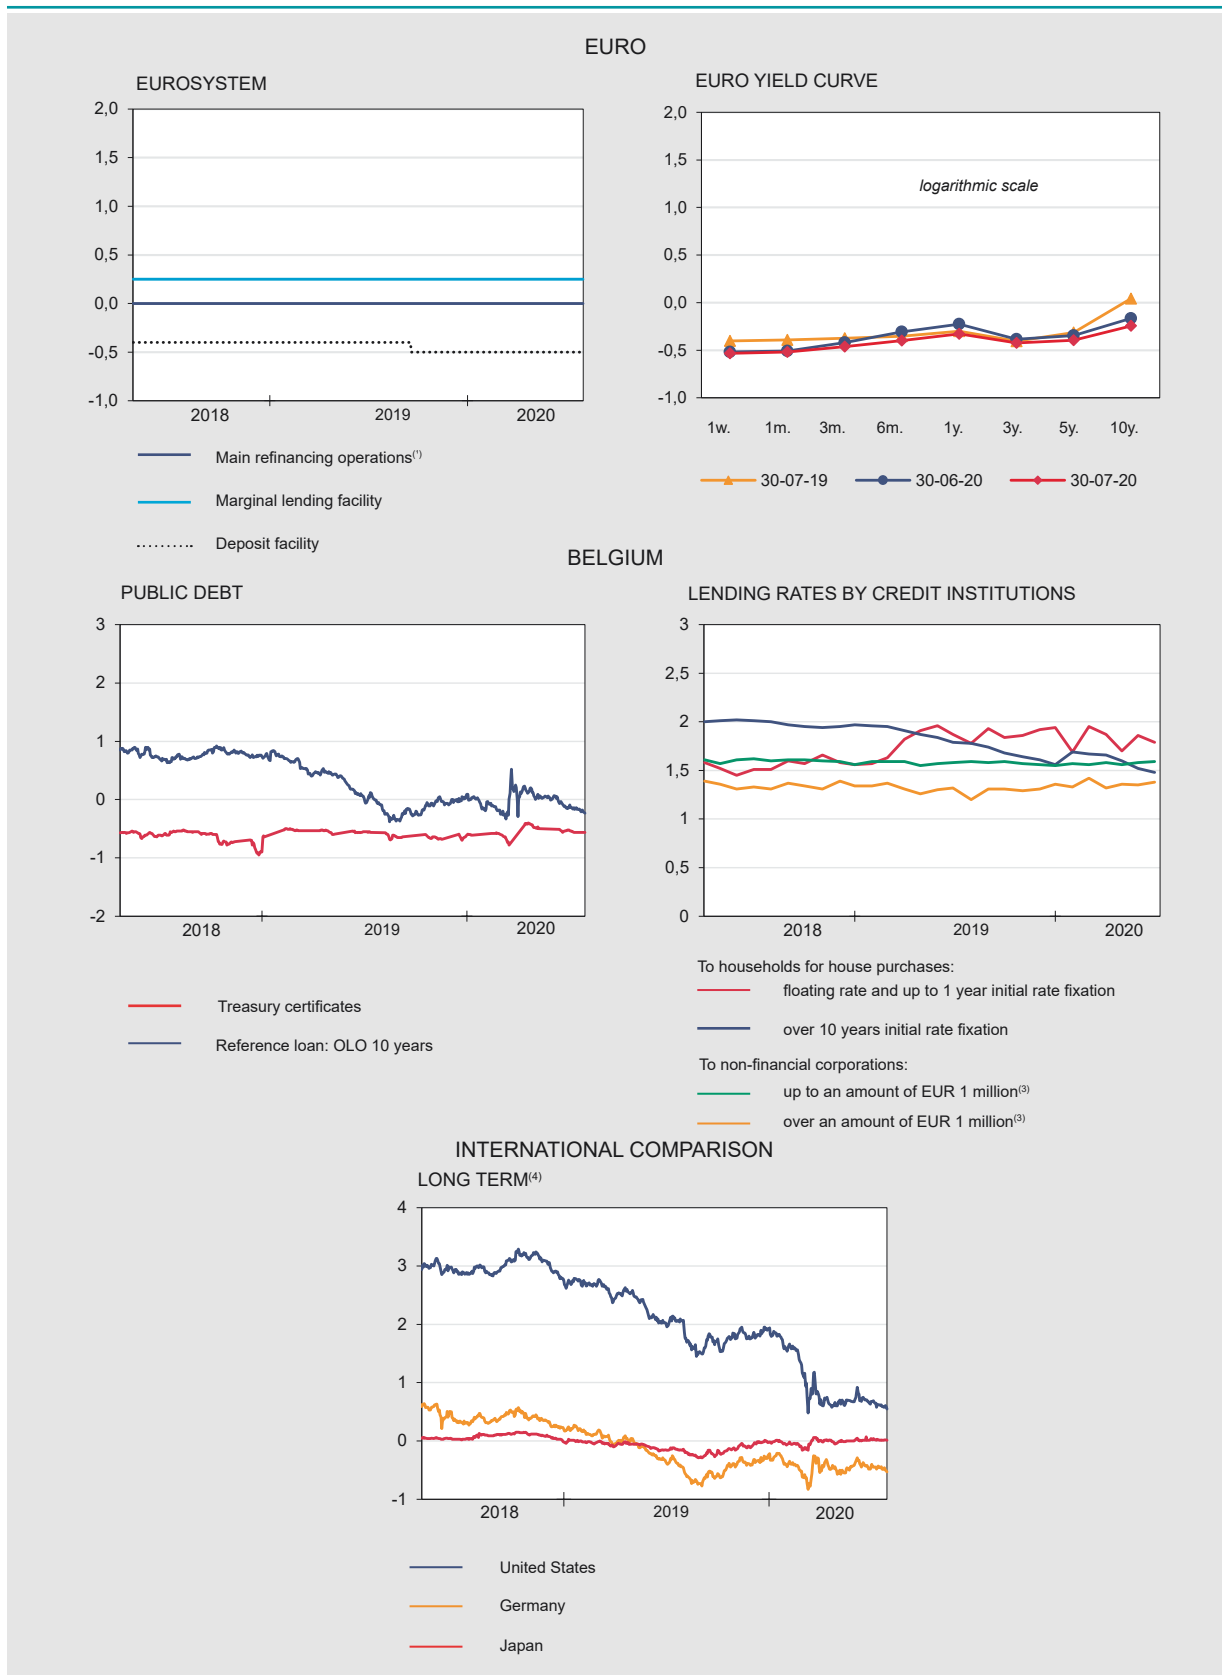 EURO
EUROSYSTEM
2,0
1,5
1,0
0,5
0,0
-0,5
-1,0
2018
2019
2020
Main refinancing operations(¹)
Marginal lending facility
Deposit facility
EURO YIELD CURVE
2,0
1,5
1,0
0,5
0,0
-0,5
-1,0
logarithmic scale
1w.
1m.
3m.
6m.
1y.
3y.
5y.
10y.
30-07-19
30-06-20
30-07-20
BELGIUM
PUBLIC DEBT
3
2
1
0
-1
-2
2018
2019
2020
Treasury certificates
Reference loan: OLO 10 years
LENDING RATES BY CREDIT INSTITUTIONS
3
2,5
2
1,5
1
0,5
0
2018
2019
2020
To households for house purchases:
floating rate and up to 1 year initial rate fixation
over 10 years initial rate fixation
To non-financial corporations:
up to an amount of EUR 1 million(3)
over an amount of EUR 1 million(3)
INTERNATIONAL COMPARISON
LONG TERM(4)
4
3
2
1
0
-1
2018
2019
2020
United States
Germany
Japan